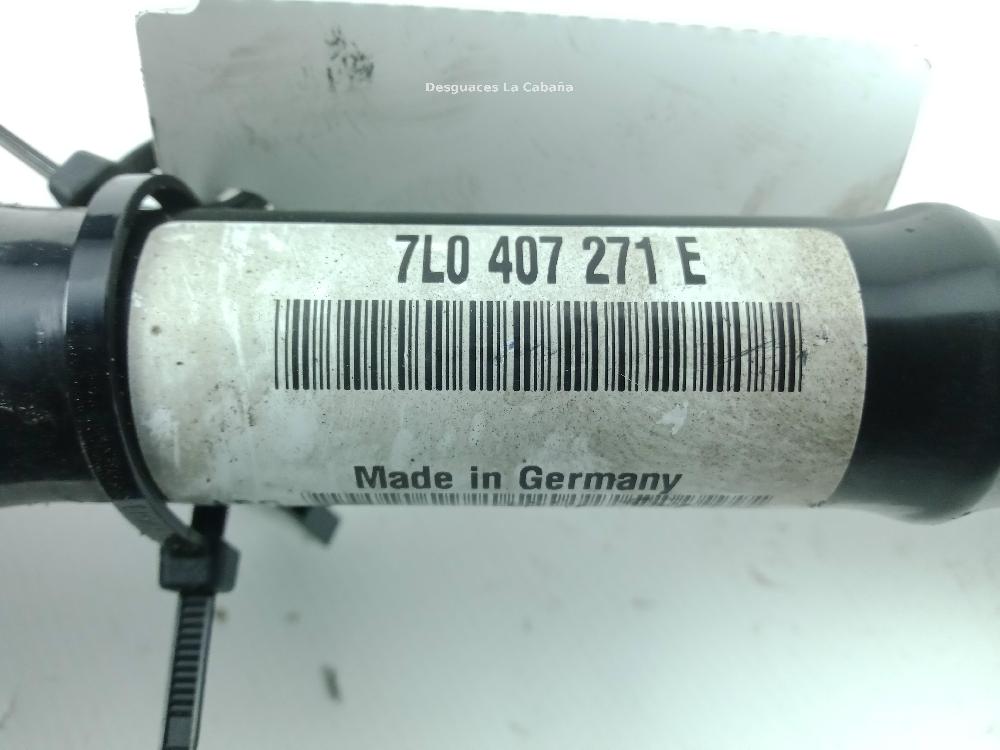 Desguaces La Cabaña
7L0 407 271 E
Made in Germany